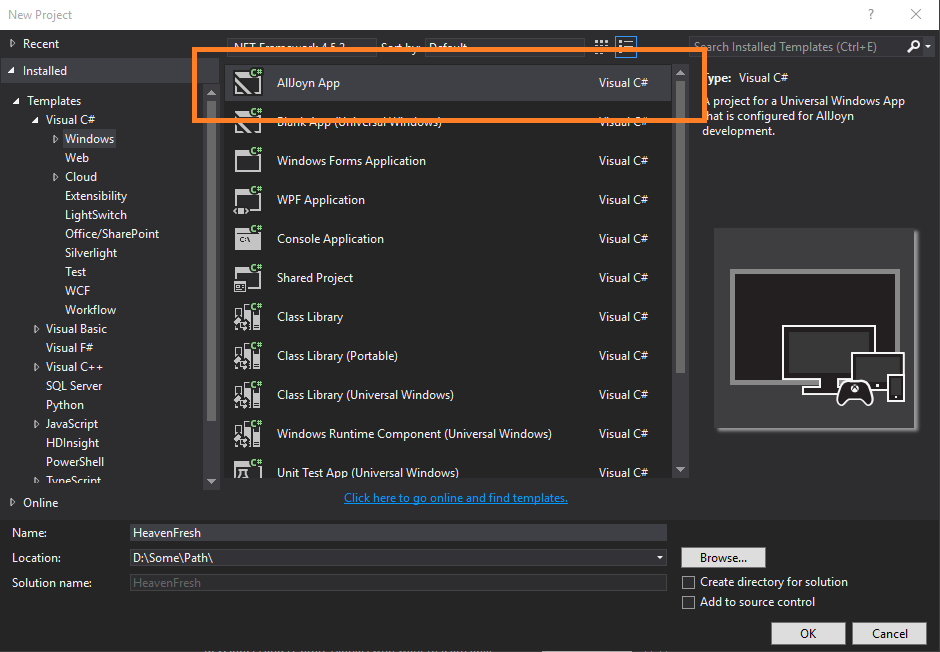 New Project
Recent
.NET Framework 4.5.2 Sort by: Default
Search Installed Templates (Ctrl+E)
Installed
Templates
Visual C#
Windows
Web
Cloud
Extensibility
LightSwitch
Office/SharePoint
Silverlight
Test
WCF
Workflow
Visual Basic
Visual F#
Visual C++
SQL Server
Python
JavaScript
HDInsight
PowerShell
TypeScript
Online
AllJoyn App Visual C#
Blank App (Universal Windows) Visual C#
Windows Forms Application Visual C#
WPF Application Visual C#
Console Application Visual C#
Shared Project Visual C#
Class Library Visual C#
Class Library (Portable) Visual C#
Class Library (Universal Windows) Visual C#
Windows Runtime Component (Universal Windows) Visual C#
Unit Test App (Universal Windows) Visual C#
Click here to go online and find templates.
Type: Visual C#
A project for a Universal Windows App
that is configured for AllJoyn
development.
Name: HeavenFresh
Location: D:\Some\Path\
Browse...
Solution name: HeavenFresh
Create directory for solution
Add to source control
OK Cancel